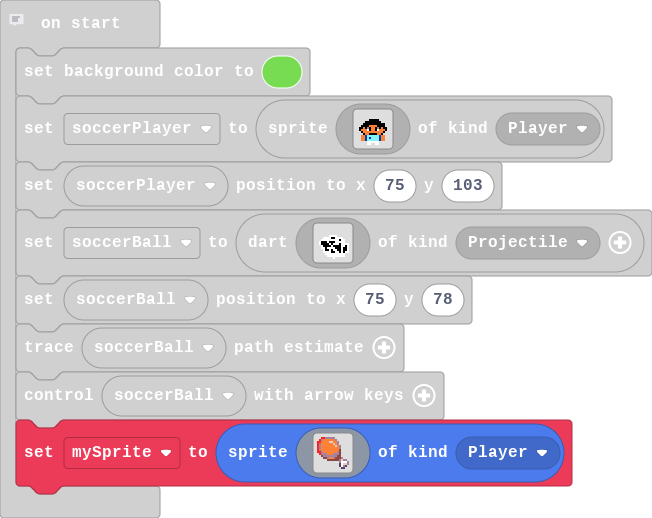 on start
set background color to
set soccerPlayer to sprite of kind Player
set soccerPlayer position to x 75 y 103
set soccerBall to dart of kind Projectile
set soccerBall position to x 75 y 78
trace soccerBall path estimate
control soccerBall with arrow keys
set mySprite to sprite of kind Player